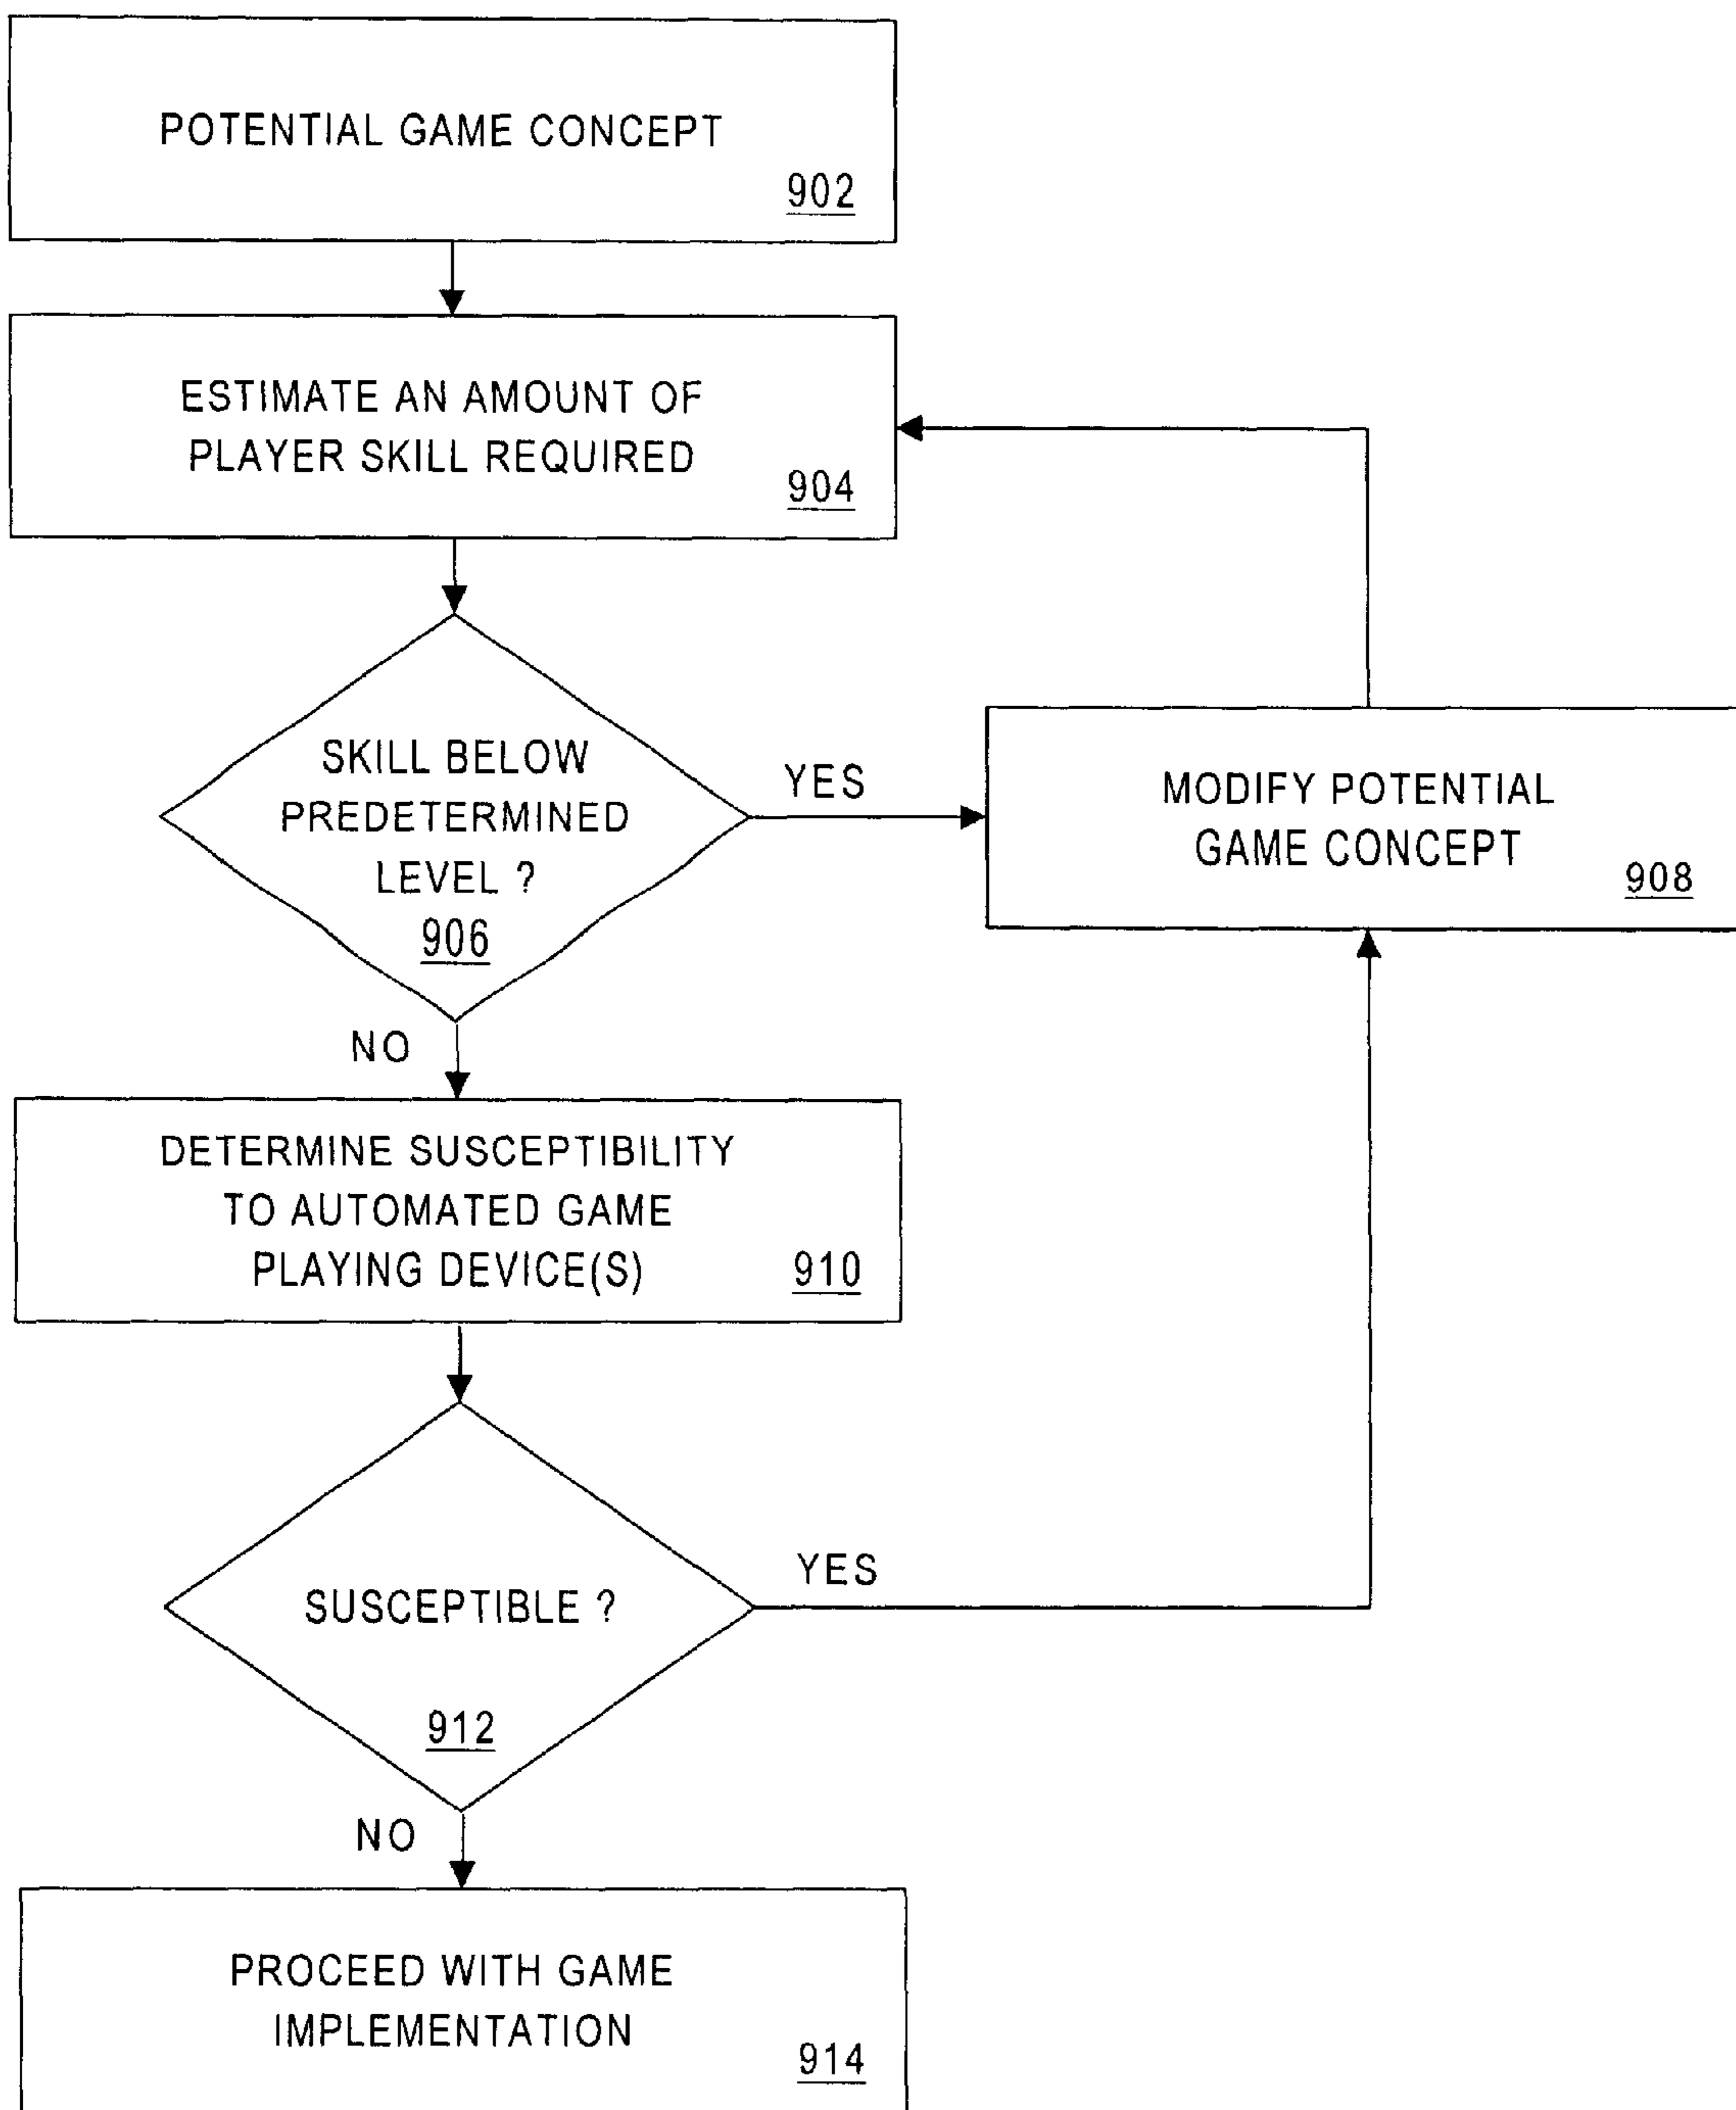 POTENTIAL GAME CONCEPT
902
ESTIMATE AN AMOUNT OF
PLAYER SKILL REQUIRED
904
SKILL BELOW
PREDETERMINED
LEVEL ?
906
YES
MODIFY POTENTIAL
GAME CONCEPT
908
NO
DETERMINE SUSCEPTIBILITY
TO AUTOMATED GAME
PLAYING DEVICE(S)
910
SUSCEPTIBLE ?
912
YES
NO
PROCEED WITH GAME
IMPLEMENTATION
914